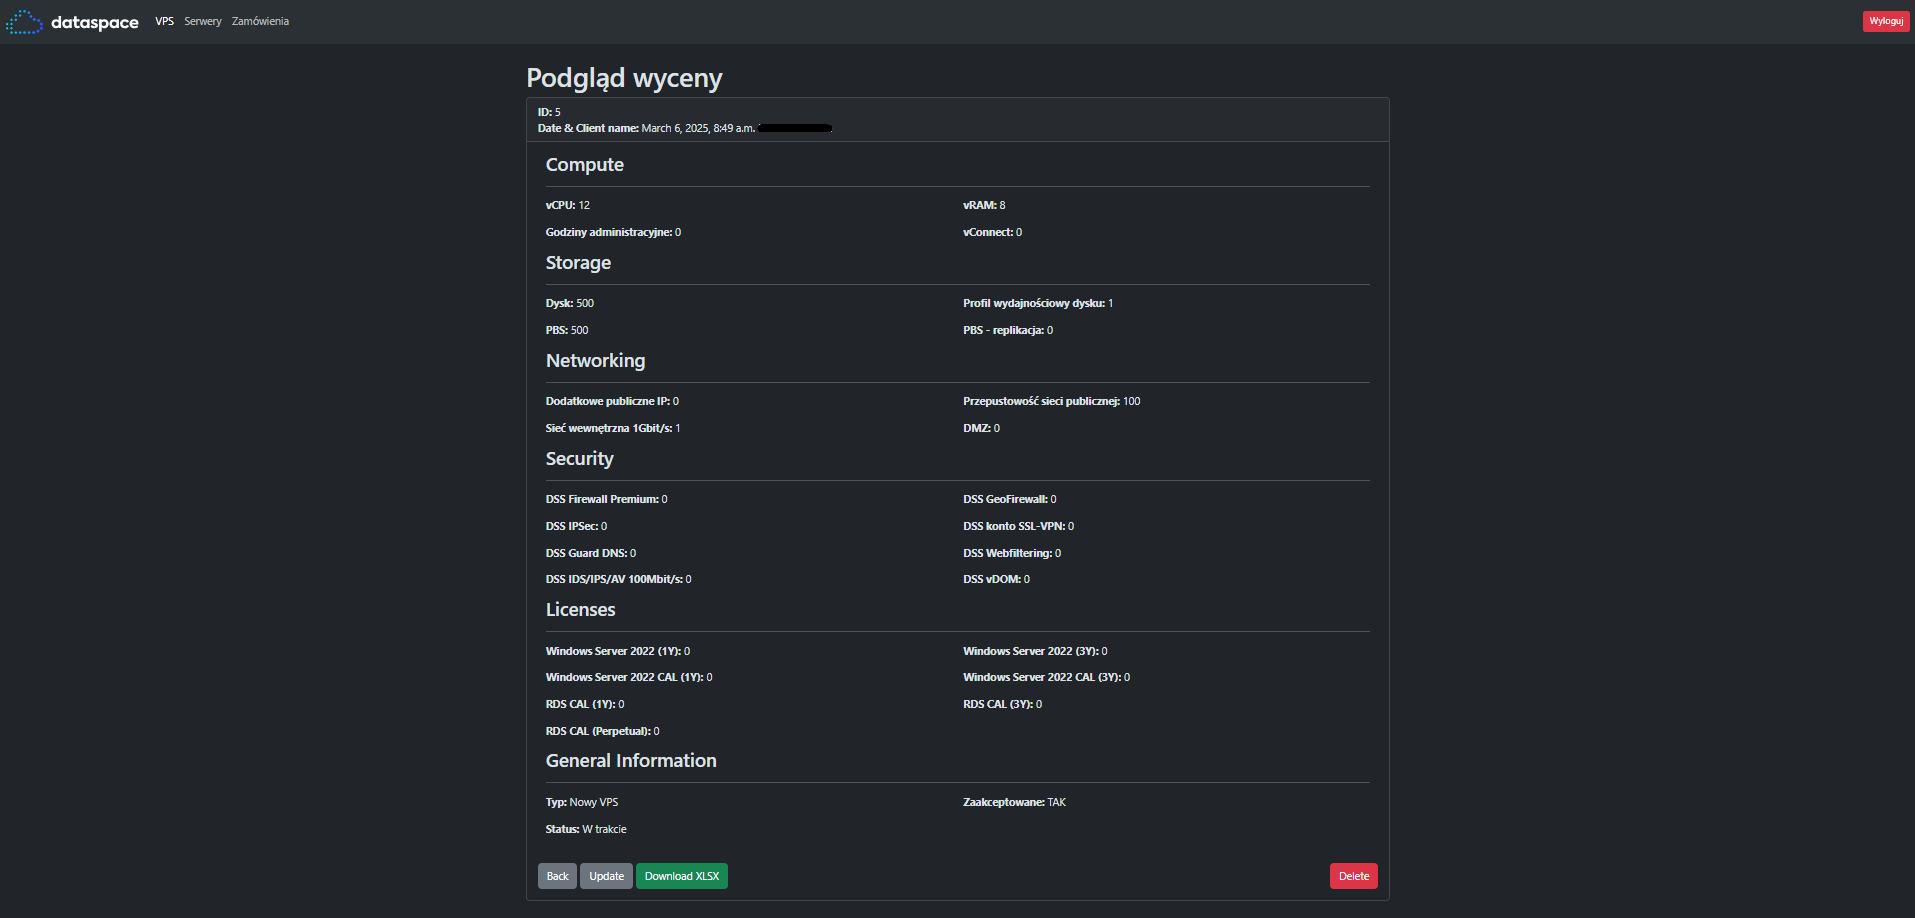 dataspace VPS Serwery Zamówienia Wyloguj
Podgląd wyceny
ID: 5
Date & Client name: March 6, 2025, 8:49 a.m.
Compute
vCPU: 12 vRAM: 8
Godziny administracyjne: 0 vConnect: 0
Storage
Dysk: 500 Profil wydajnościowy dysku: 1
PBS: 500 PBS - replikacja: 0
Networking
Dodatkowe publiczne IP: 0 Przepustowość sieci publicznej: 100
Sieć wewnętrzna 1Gbit/s: 1 DMZ: 0
Security
DSS Firewall Premium: 0 DSS GeoFirewall: 0
DSS IPSec: 0 DSS konto SSL-VPN: 0
DSS Guard DNS: 0 DSS Webfiltering: 0
DSS IDS/IPS/AV 100Mbit/s: 0 DSS vDOM: 0
Licenses
Windows Server 2022 (1Y): 0 Windows Server 2022 (3Y): 0
Windows Server 2022 CAL (1Y): 0 Windows Server 2022 CAL (3Y): 0
RDS CAL (1Y): 0 RDS CAL (3Y): 0
RDS CAL (Perpetual): 0
General Information
Typ: Nowy VPS Zaakceptowane: TAK
Status: W trakcie
Back Update Download XLSX Delete